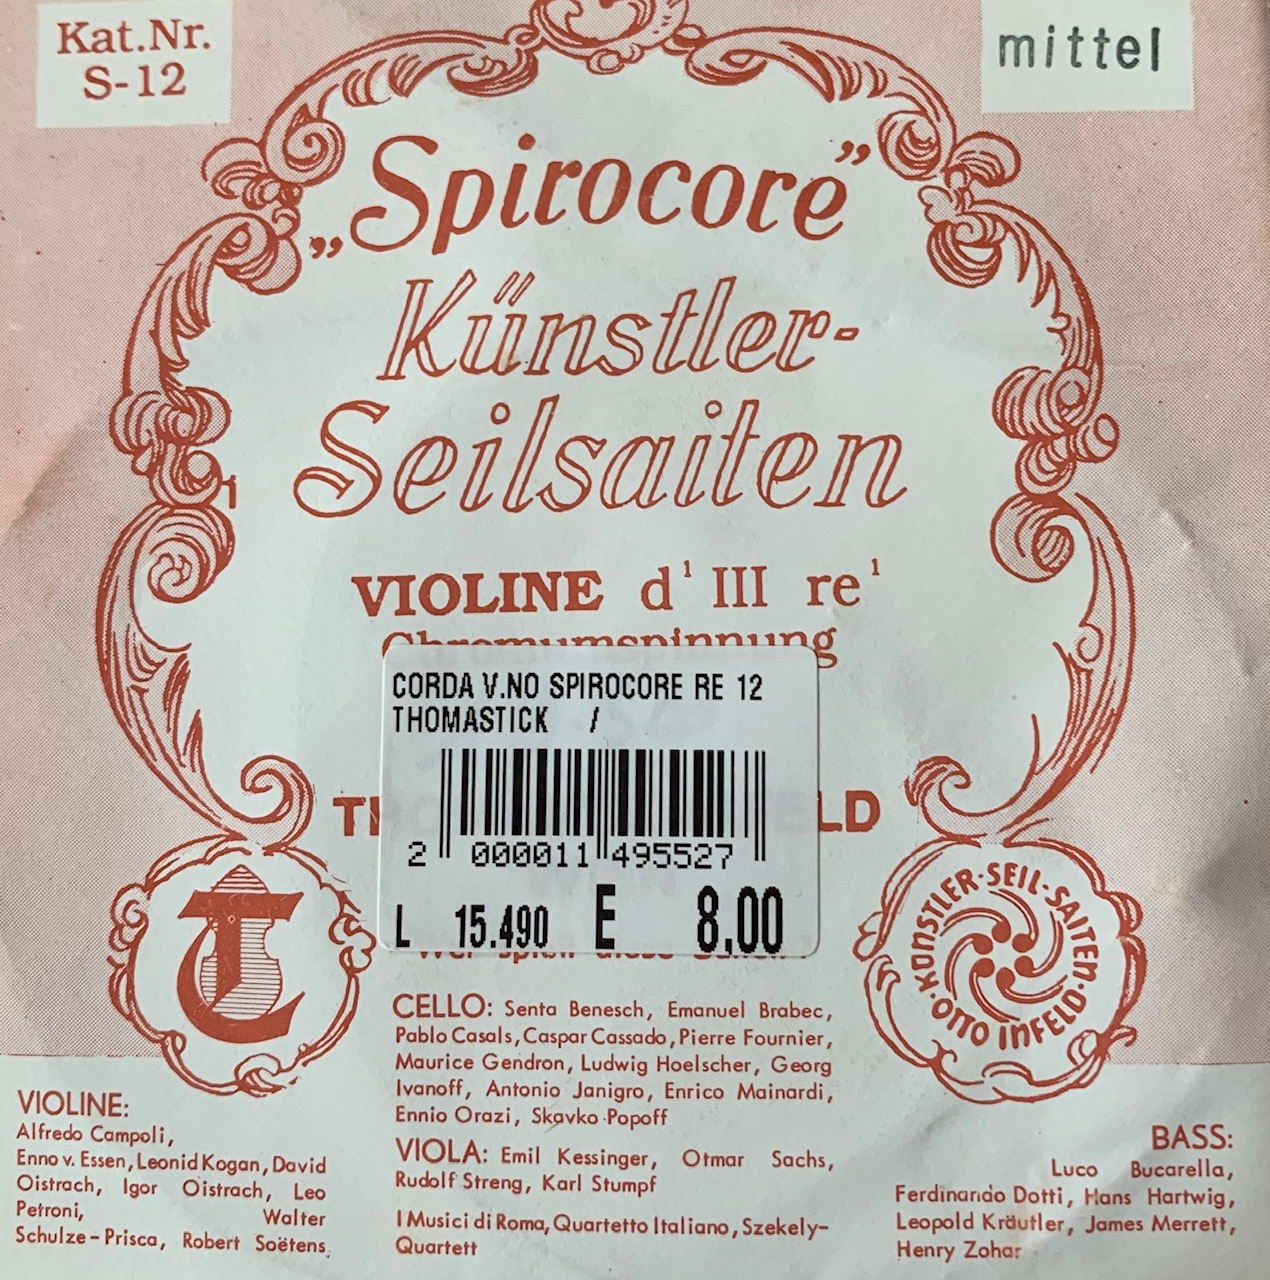 Kat.Nr.
S-12
mittel
„Spirocore”
Künstler-
Seilsaiten
VIOLINE d¹ III re¹
Chromumspinnung
CORDA V.NO SPIROCORE RE 12
THOMASTICK /
2 000011 495527
L 15.490 E 8,00
KÜNSTLER·SEIL·SAITEN·OTTO INFELD·
CELLO: Senta Benesch, Emanuel Brabec,
Pablo Casals, Caspar Cassado, Pierre Fournier,
Maurice Gendron, Ludwig Hoelscher, Georg
Ivanoff, Antonio Janigro, Enrico Mainardi,
Ennio Orazi, Skavko Popoff
VIOLA: Emil Kessinger, Otmar Sachs,
Rudolf Streng, Karl Stumpf
I Musici di Roma, Quartetto Italiano, Szekely-
Quartett
VIOLINE:
Alfredo Campoli,
Enno v. Essen, Leonid Kogan, David
Oistrach, Igor Oistrach, Leo
Petroni, Walter
Schulze-Prisca, Robert Soëtens.
BASS:
Luco Bucarella,
Ferdinando Dotti, Hans Hartwig,
Leopold Kräutler, James Merrett,
Henry Zohar